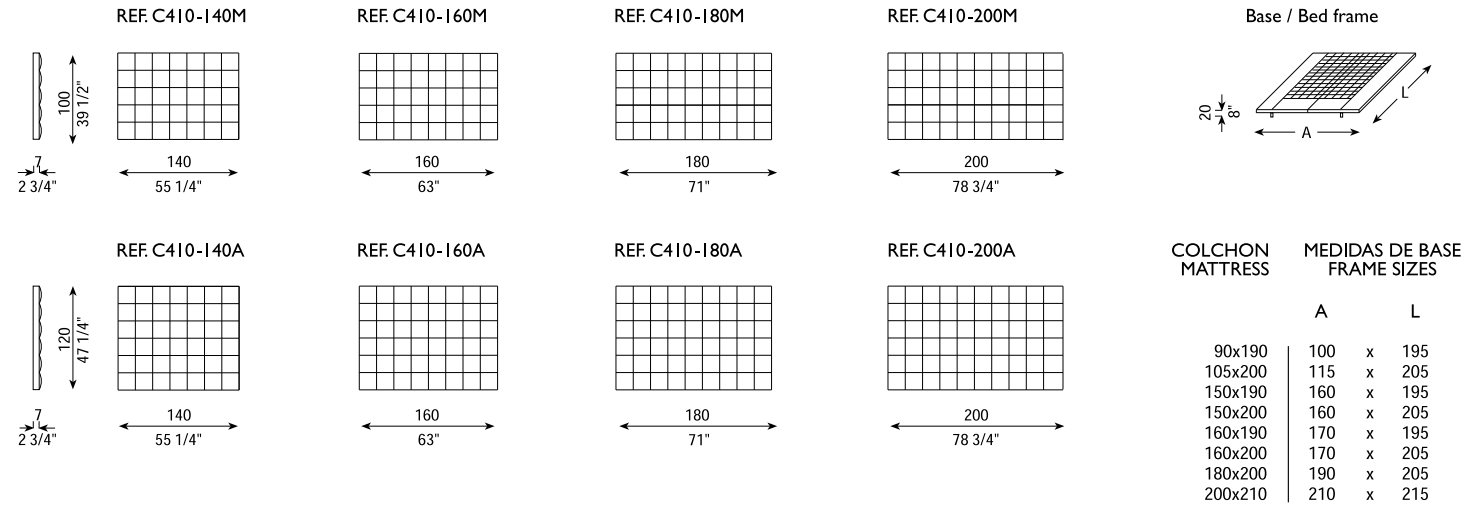 REF. C410-140M
REF. C410-160M
REF. C410-180M
REF. C410-200M
Base / Bed frame
100
39 1/2"
7
2 3/4"
140
55 1/4"
160
63"
180
71"
200
78 3/4"
20
8"
A
L
REF. C410-140A
REF. C410-160A
REF. C410-180A
REF. C410-200A
120
47 1/4"
7
2 3/4"
140
55 1/4"
160
63"
180
71"
200
78 3/4"
COLCHON MEDIDAS DE BASE
MATTRESS FRAME SIZES
A L
90x190 100 x 195
105x200 115 x 205
150x190 160 x 195
150x200 160 x 205
160x190 170 x 195
160x200 170 x 205
180x200 190 x 205
200x210 210 x 215